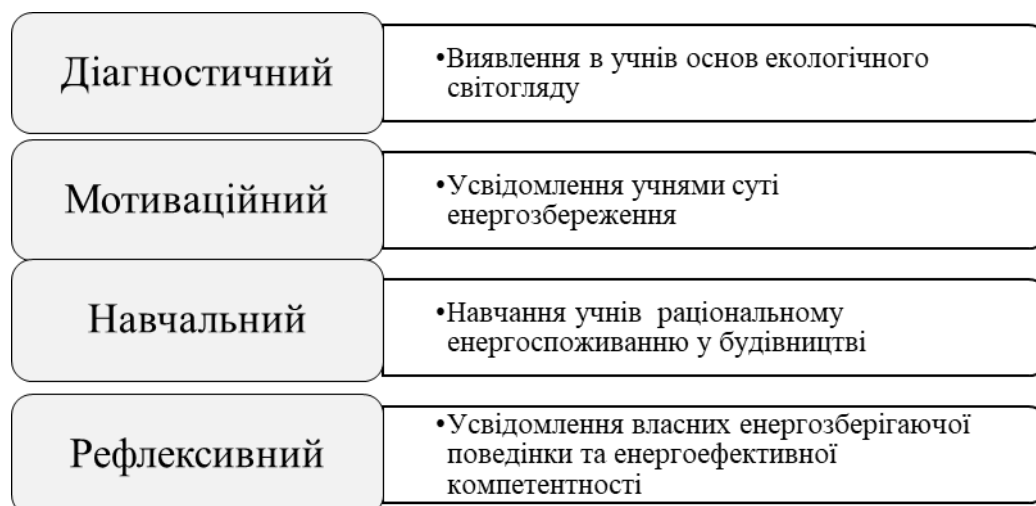 Діагностичний
•Виявлення в учнів основ екологічного
світогляду
Мотиваційний
•Усвідомлення учнями суті
енергозбереження
Навчальний
•Навчання учнів  раціональному
енергоспоживанню у будівництві
Рефлексивний
•Усвідомлення власних енергозберігаючої
поведінки та енергоефективної
компетентності